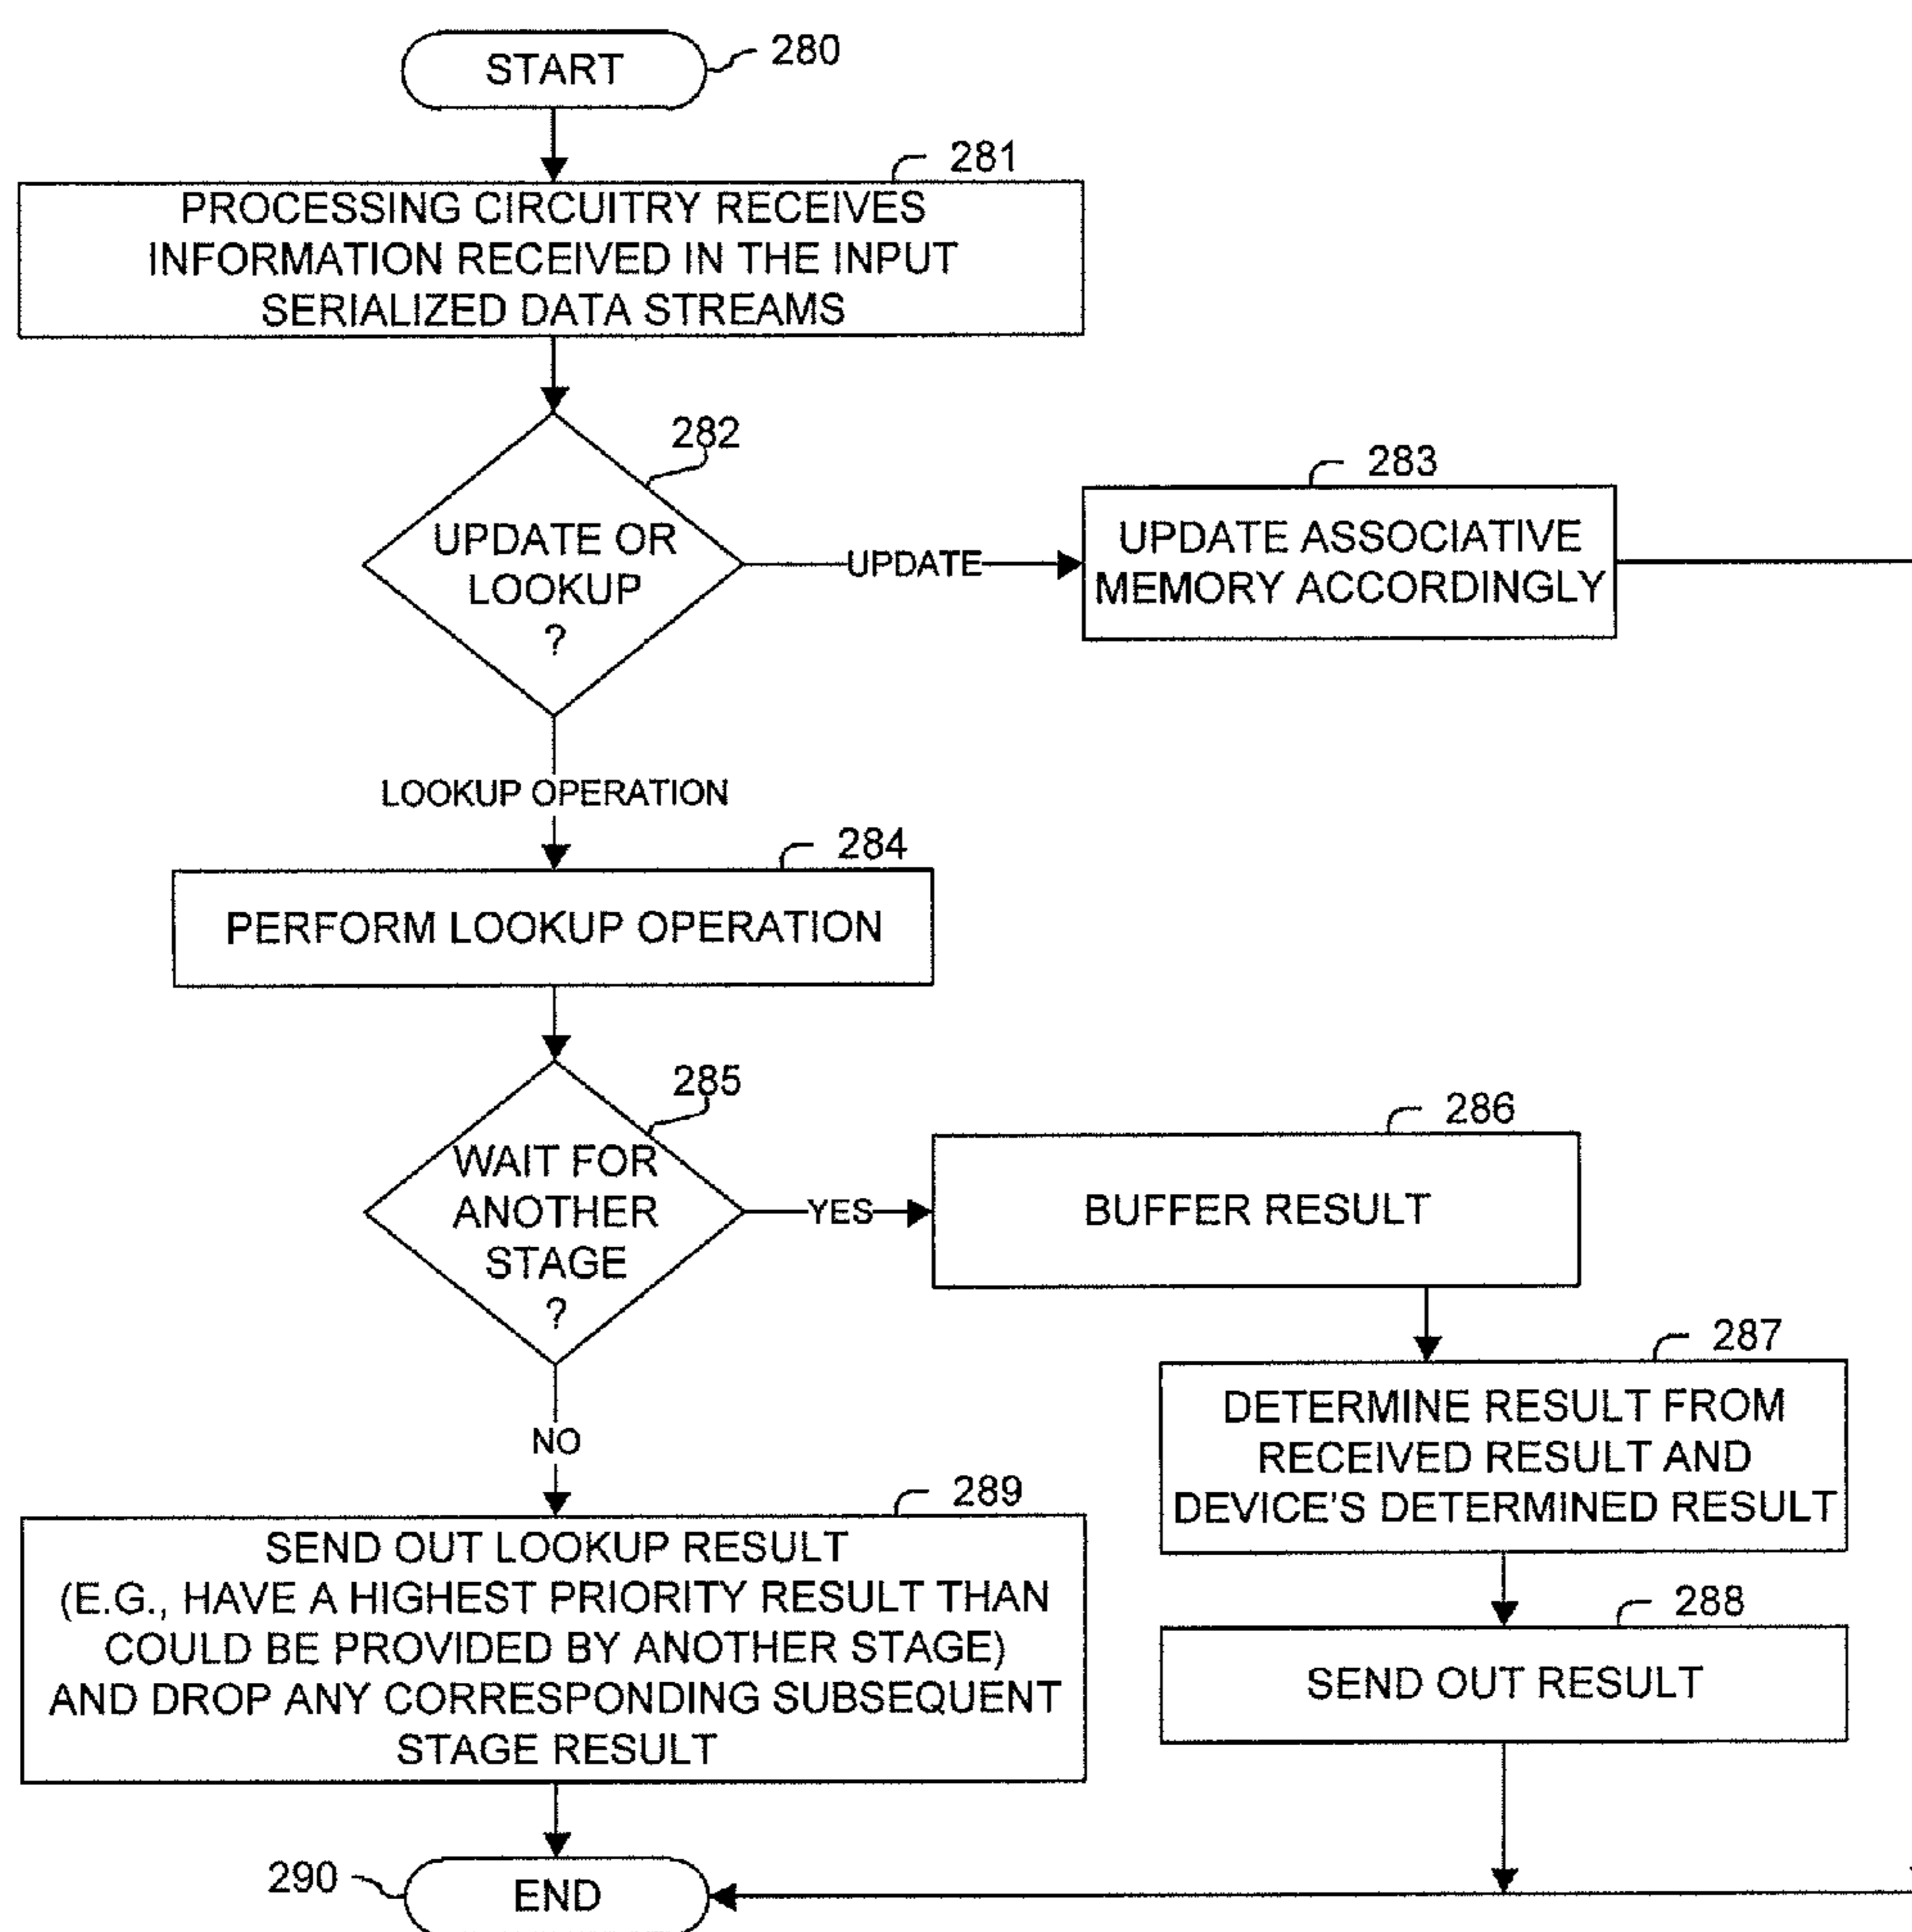 START
280
281
PROCESSING CIRCUITRY RECEIVES
INFORMATION RECEIVED IN THE INPUT
SERIALIZED DATA STREAMS
282
UPDATE OR
LOOKUP
?
UPDATE
283
UPDATE ASSOCIATIVE
MEMORY ACCORDINGLY
LOOKUP OPERATION
284
PERFORM LOOKUP OPERATION
285
WAIT FOR
ANOTHER
STAGE
?
YES
286
BUFFER RESULT
287
DETERMINE RESULT FROM
RECEIVED RESULT AND
DEVICE'S DETERMINED RESULT
288
SEND OUT RESULT
NO
289
SEND OUT LOOKUP RESULT
(E.G., HAVE A HIGHEST PRIORITY RESULT THAN
COULD BE PROVIDED BY ANOTHER STAGE)
AND DROP ANY CORRESPONDING SUBSEQUENT
STAGE RESULT
290
END